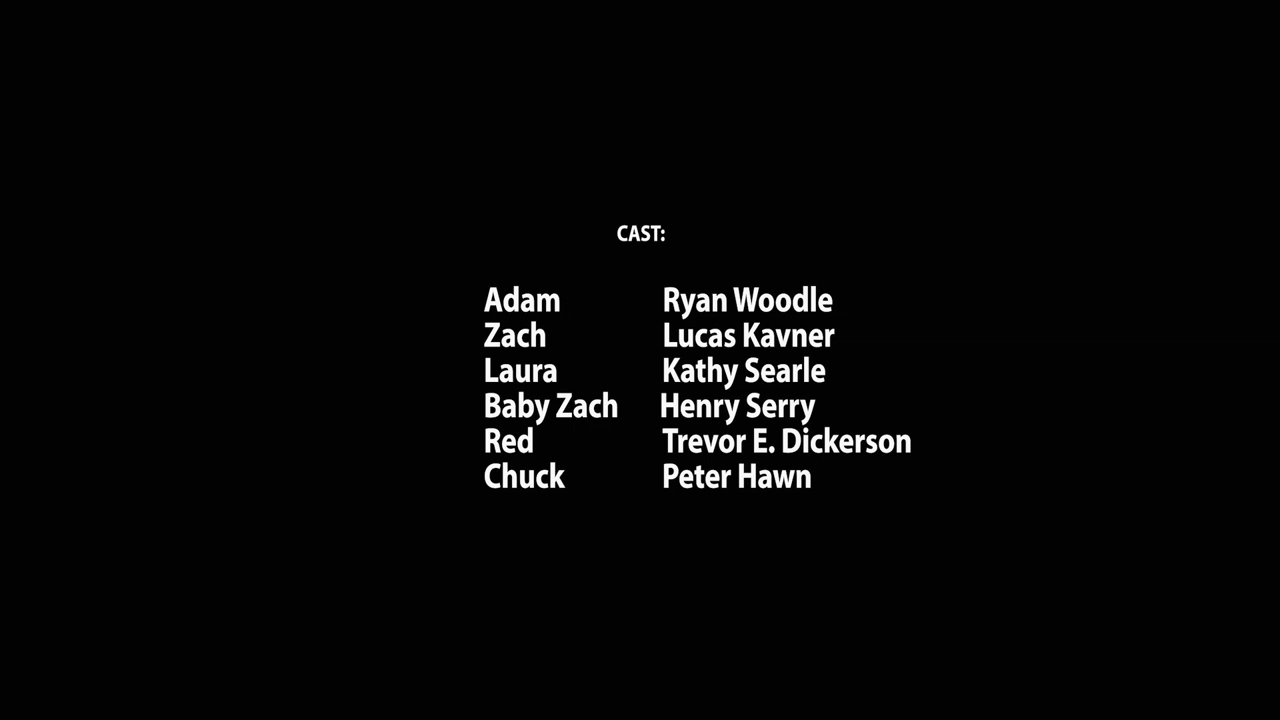 CAST:
Adam Ryan Woodle
Zach Lucas Kavner
Laura Kathy Searle
Baby Zach Henry Serry
Red Trevor E. Dickerson
Chuck Peter Hawn